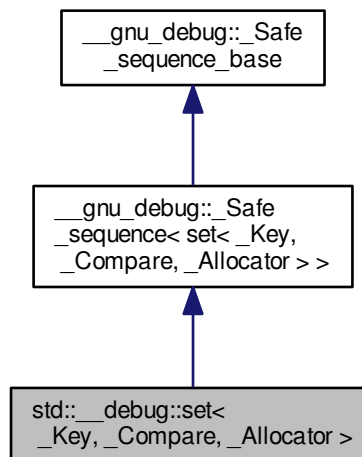 __gnu_debug::_Safe
_sequence_base
__gnu_debug::_Safe
_sequence< set< _Key,
_Compare, _Allocator > >
std::__debug::set<
_Key, _Compare, _Allocator >